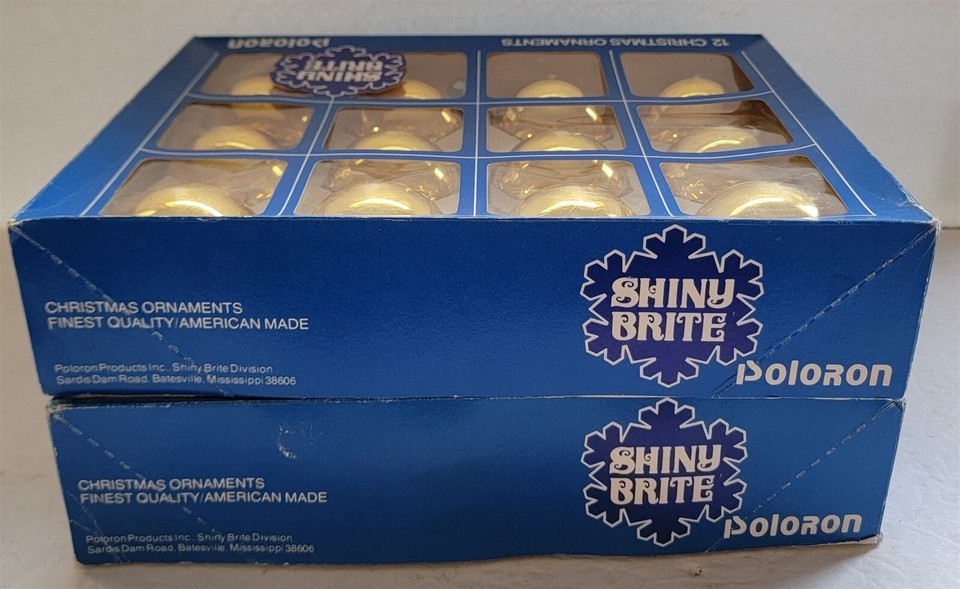 Poloron
12 CHRISTMAS ORNAMENTS
SHINY
BRITE
CHRISTMAS ORNAMENTS
FINEST QUALITY/AMERICAN MADE
Poloron Products Inc. Shiny Brite Division
Sardis Dam Road, Batesville, Mississippi 38606
SHINY
BRITE
Poloron
CHRISTMAS ORNAMENTS
FINEST QUALITY/AMERICAN MADE
Poloron Products Inc. Shiny Brite Division
Sardis Dam Road, Batesville, Mississippi 38606
SHINY
BRITE
Poloron